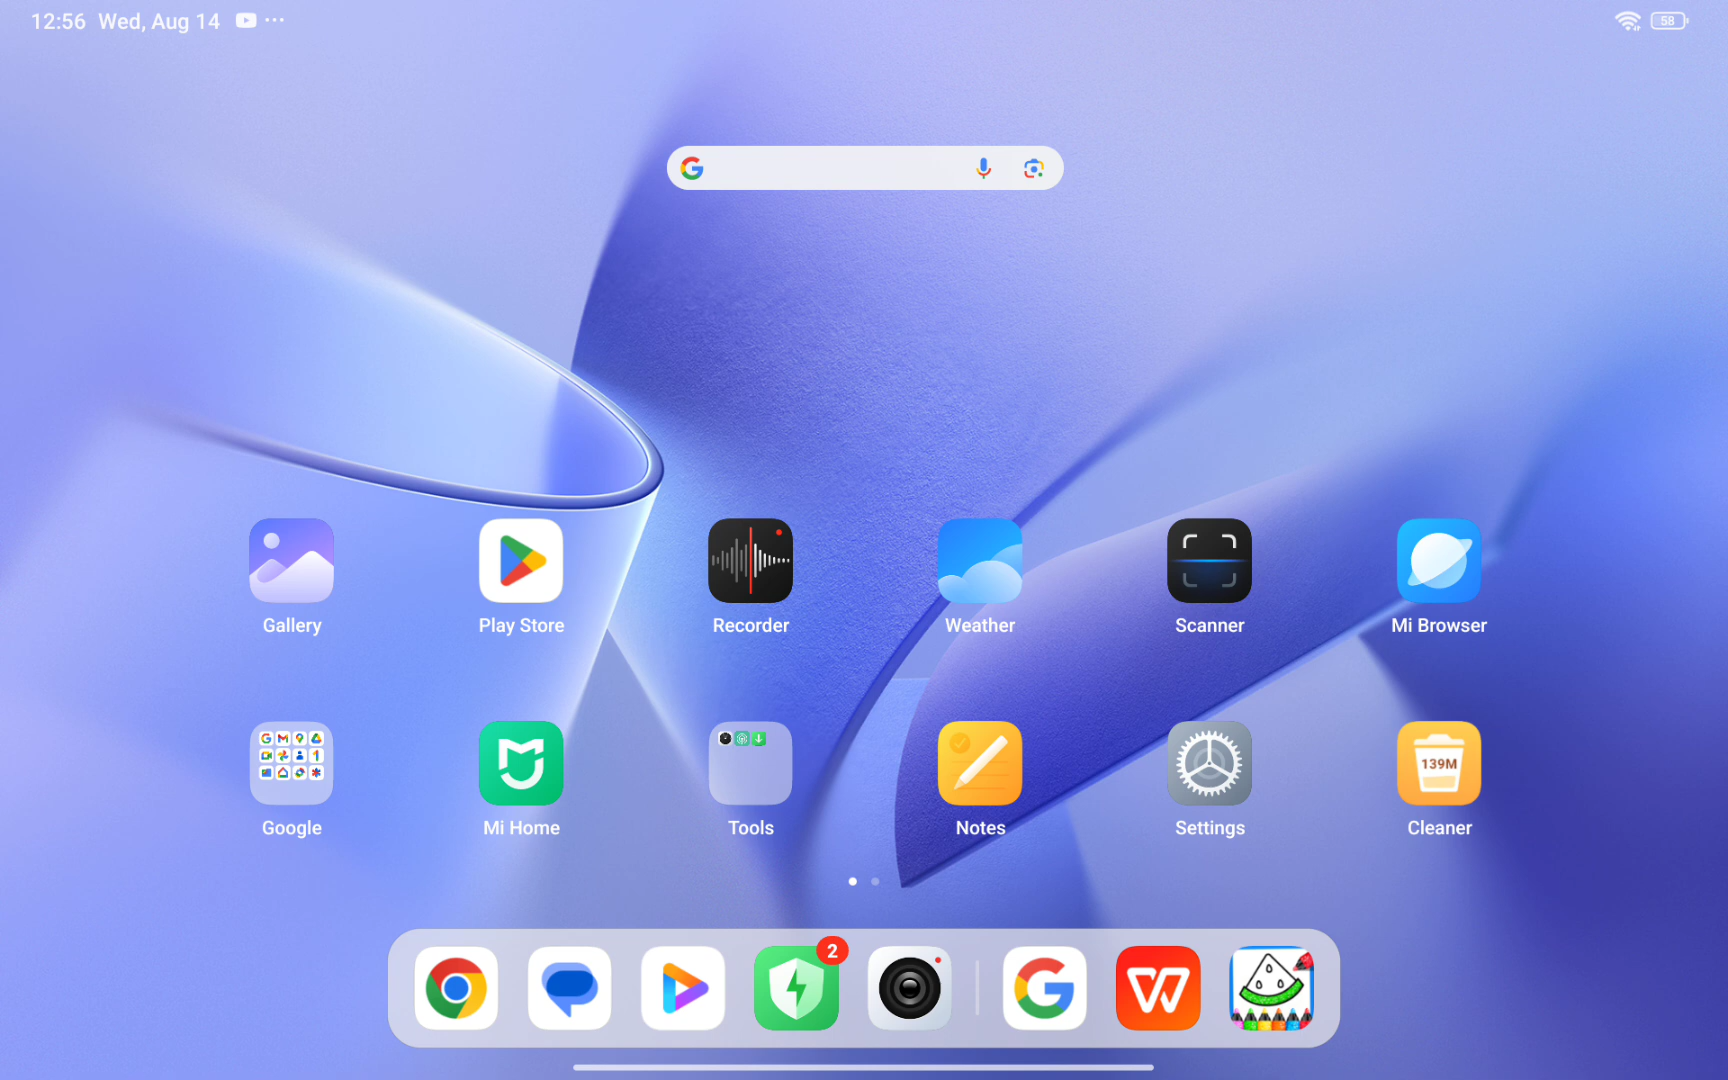 12:56 Wed, Aug 14
58
Gallery
Play Store
Recorder
Weather
Scanner
Mi Browser
139M
Google
Mi Home
Tools
Notes
Settings
Cleaner
2